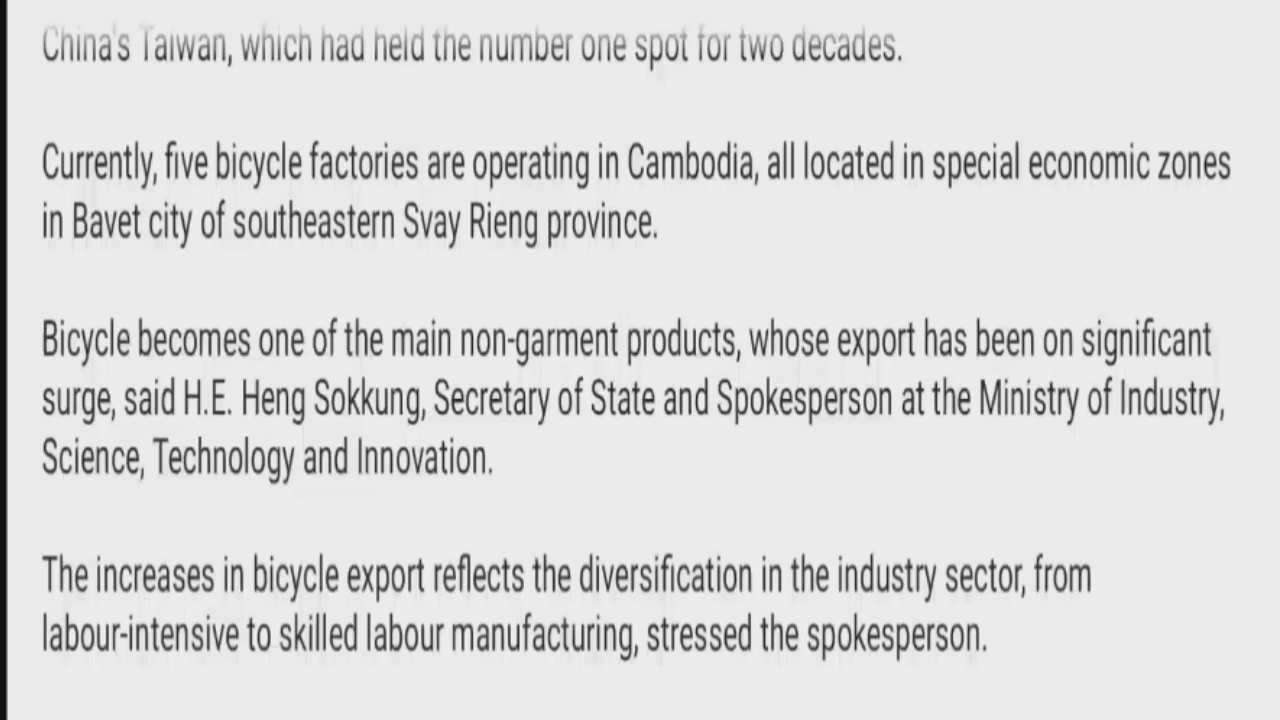 China's Taiwan, which had held the number one spot for two decades.
Currently, five bicycle factories are operating in Cambodia, all located in special economic zones
in Bavet city of southeastern Svay Rieng province.
Bicycle becomes one of the main non-garment products, whose export has been on significant
surge, said H.E. Heng Sokkung, Secretary of State and Spokesperson at the Ministry of Industry,
Science, Technology and Innovation.
The increases in bicycle export reflects the diversification in the industry sector, from
labour-intensive to skilled labour manufacturing, stressed the spokesperson.